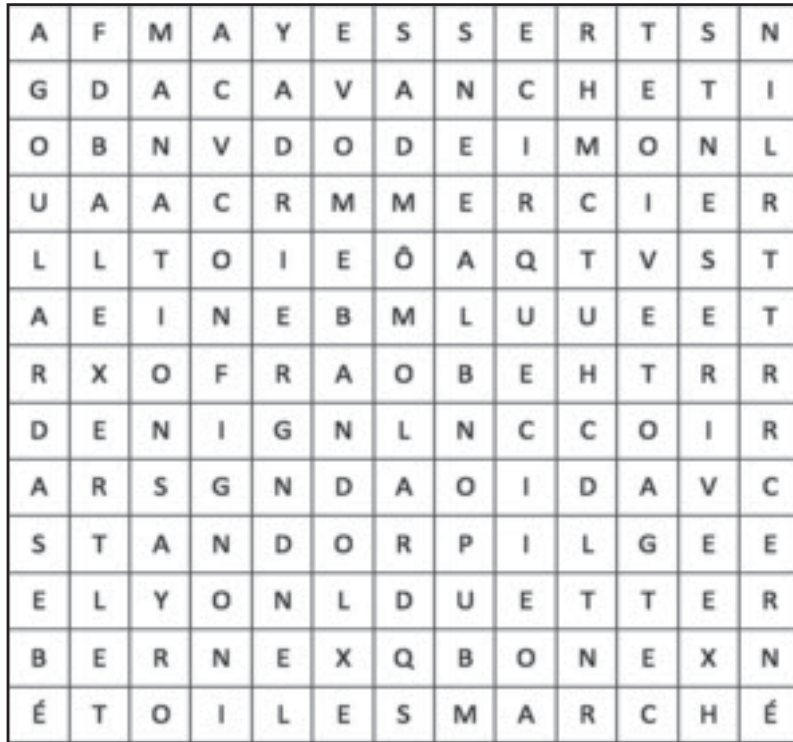 A F M A Y E S S E R T S N
G D A C A V A N C H E T I
O B N V D O D E I M O N L
U A A C R M M E R C I E R
L L T O I E Ô A Q T V S T
A E I N E B M L U U E E T
R X O F R A O B E H T R R
D E N I G N L N C C O I R
A R S G N D A O I D A V C
S T A N D O R P I L G E E
E L Y O N L D U E T T E R
B E R N E X Q B O N E X N
É T O I L E S M A R C H É